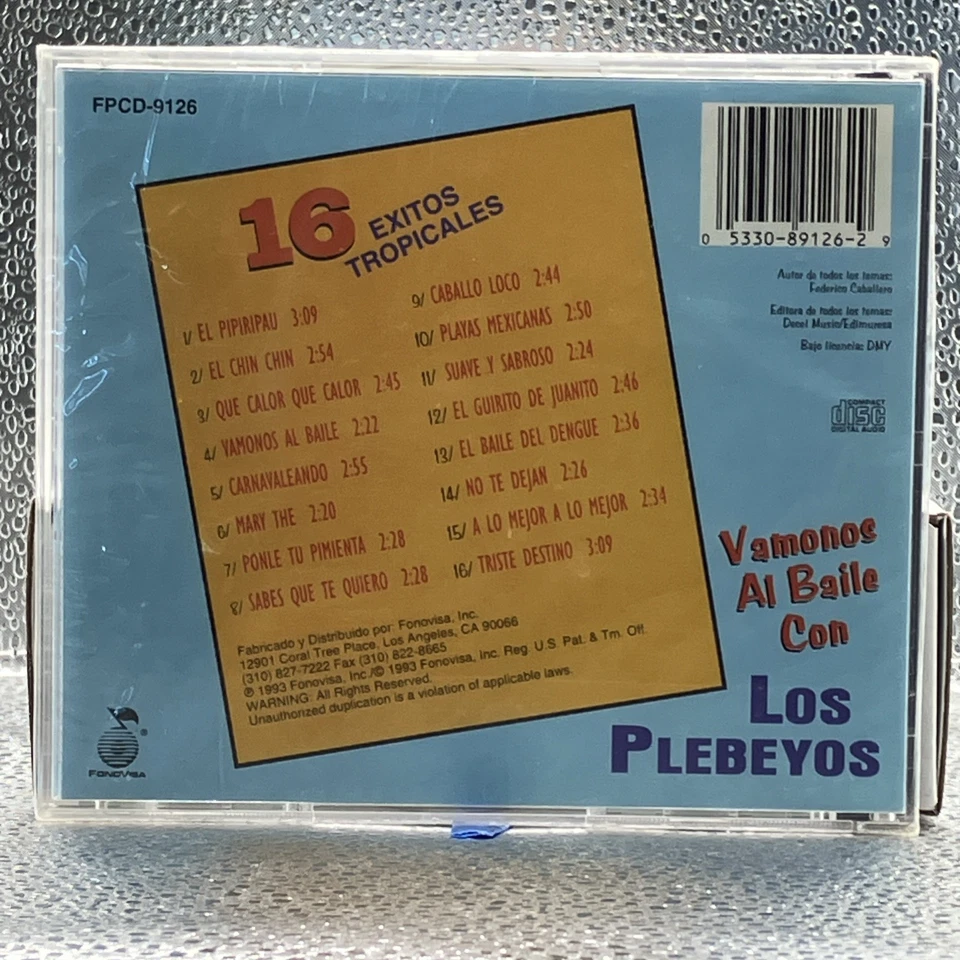 FPCD-9126
16 EXITOS
TROPICALES
1/ EL PIPIRIPAU 3:09
2/ EL CHIN CHIN 2:54
3/ QUE CALOR QUE CALOR 2:45
4/ VAMONOS AL BAILE 2:22
5/ CARNAVALEANDO 2:55
6/ MARY THE 2:20
7/ PONLE TU PIMIENTA 2:28
8/ SABES QUE TE QUIERO 2:28
9/ CABALLO LOCO 2:44
10/ PLAYAS MEXICANAS 2:50
11/ SUAVE Y SABROSO 2:24
12/ EL GUIRITO DE JUANITO 2:46
13/ EL BAILE DEL DENGUE 2:36
14/ NO TE DEJAN 2:26
15/ A LO MEJOR A LO MEJOR 2:34
16/ TRISTE DESTINO 3:09
Fabricado y Distribuido por: Fonovisa, Inc.
12901 Coral Tree Place, Los Angeles, CA 90066
(310) 827-7222 Fax (310) 822-8665
℗ 1993 Fonovisa, Inc./© 1993 Fonovisa, Inc. Reg. U.S. Pat. & Tm. Off.
WARNING: All Rights Reserved.
Unauthorized duplication is a violation of applicable laws.
0 5330-89126-2 9
Autor de todos los temas:
Federico Caballero
Editora de todos los temas:
Decel Music/Edimusa
Bajo licencia: DMY
COMPACT
disc
DIGITAL AUDIO
Vamonos
Al Baile
Con
LOS
PLEBEYOS
®
FONOVISA